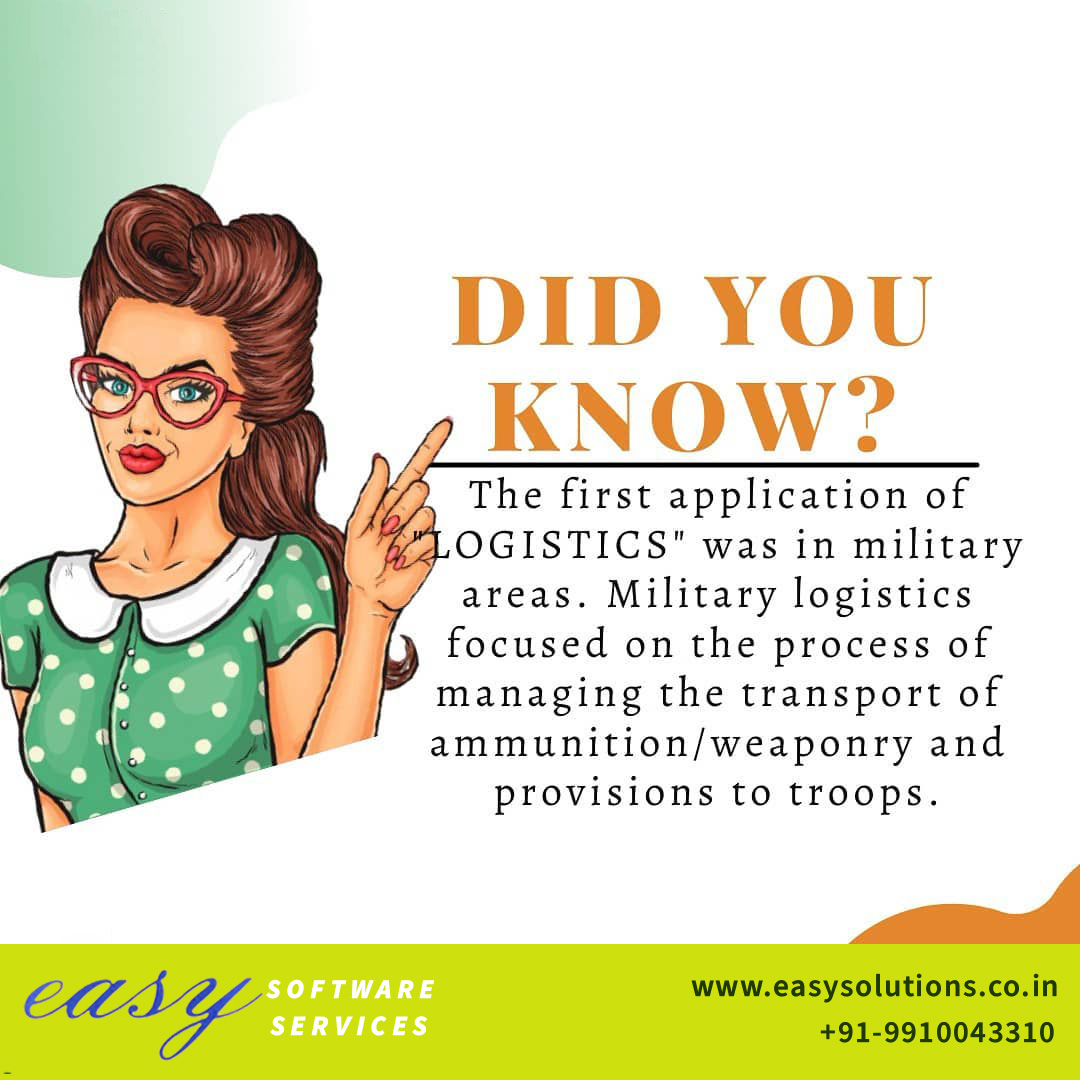 DID YOU
KNOW?
The first application of
"LOGISTICS" was in military
areas. Military logistics
focused on the process of
managing the transport of
ammunition/weaponry and
provisions to troops.
easy SOFTWARE
SERVICES
www.easysolutions.co.in
+91-9910043310